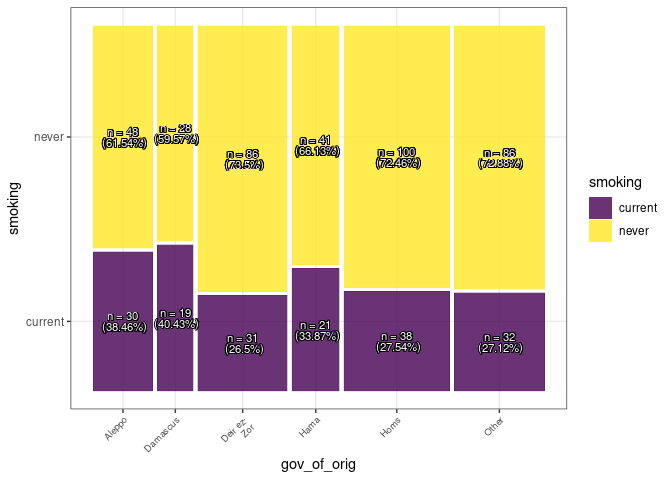 smoking
never
current
n = 48
(61.54%)
n = 28
(59.57%)
n = 86
(73.5%)
n = 41
(66.13%)
n = 100
(72.46%)
n = 86
(72.88%)
n = 30
(38.46%)
n = 19
(40.43%)
n = 31
(26.5%)
n = 21
(33.87%)
n = 38
(27.54%)
n = 32
(27.12%)
Aleppo
Damascus
Deir ez-
Zor
Hama
Homs
Other
gov_of_orig
smoking
current
never